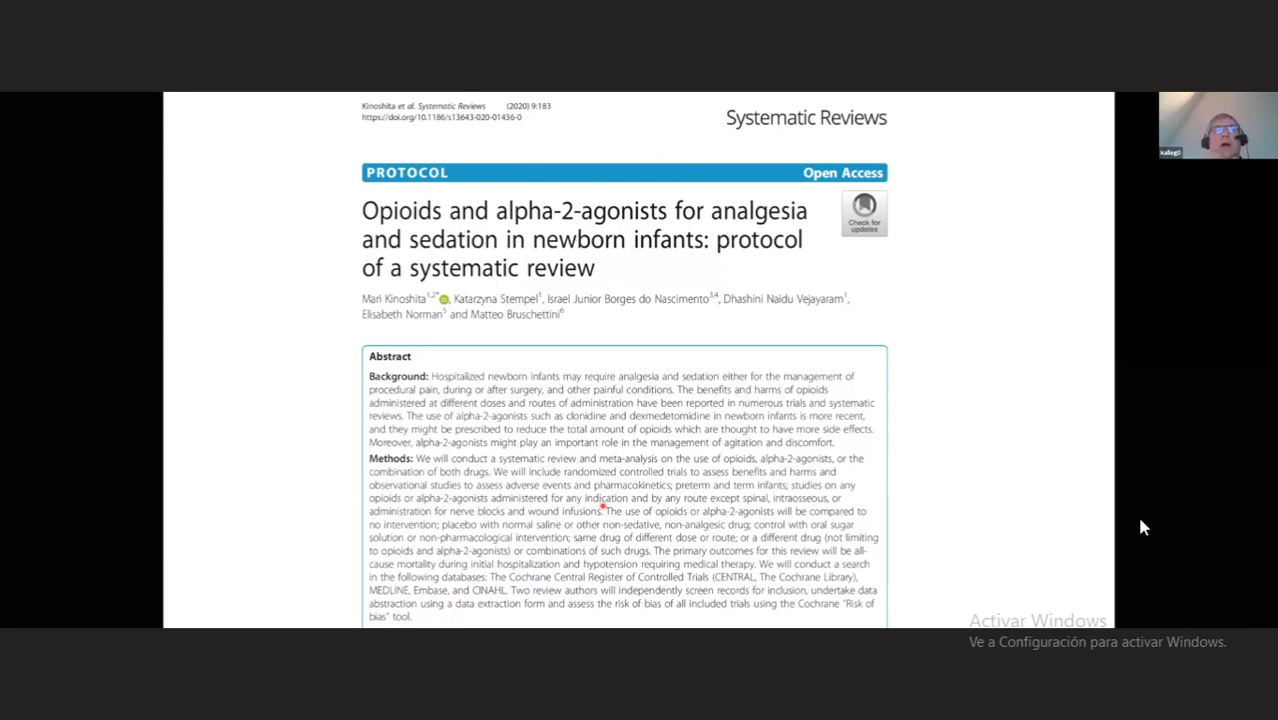 Kinoshita et al. Systematic Reviews (2020) 9:183
https://doi.org/10.1186/s13643-020-01436-0
Systematic Reviews
PROTOCOL
Open Access
Opioids and alpha-2-agonists for analgesia
and sedation in newborn infants: protocol
of a systematic review
Check for
updates
Mari Kinoshita1,2*, Katarzyna Stempel1, Israel Junior Borges do Nascimento3,4, Dhashini Naidu Vejayaram1,
Elisabeth Norman5 and Matteo Bruschettini6
Abstract
Background: Hospitalized newborn infants may require analgesia and sedation either for the management of
procedural pain, during or after surgery, and other painful conditions. The benefits and harms of opioids
administered at different doses and routes of administration have been reported in numerous trials and systematic
reviews. The use of alpha-2-agonists such as clonidine and dexmedetomidine in newborn infants is more recent,
and they might be prescribed to reduce the total amount of opioids which are thought to have more side effects.
Moreover, alpha-2-agonists might play an important role in the management of agitation and discomfort.
Methods: We will conduct a systematic review and meta-analysis on the use of opioids, alpha-2-agonists, or the
combination of both drugs. We will include randomized controlled trials to assess benefits and harms and
observational studies to assess adverse events and pharmacokinetics; preterm and term infants; studies on any
opioids or alpha-2-agonists administered for any indication and by any route except spinal, intraosseous, or
administration for nerve blocks and wound infusions. The use of opioids or alpha-2-agonists will be compared to
no intervention; placebo with normal saline or other non-sedative, non-analgesic drug; control with oral sugar
solution or non-pharmacological intervention; same drug of different dose or route; or a different drug (not limiting
to opioids and alpha-2-agonists) or combinations of such drugs. The primary outcomes for this review will be all-
cause mortality during initial hospitalization and hypotension requiring medical therapy. We will conduct a search
in the following databases: The Cochrane Central Register of Controlled Trials (CENTRAL, The Cochrane Library),
MEDLINE, Embase, and CINAHL. Two review authors will independently screen records for inclusion, undertake data
abstraction using a data extraction form and assess the risk of bias of all included trials using the Cochrane “Risk of
bias” tool.
kalleg0
Activar Windows
Ve a Configuración para activar Windows.